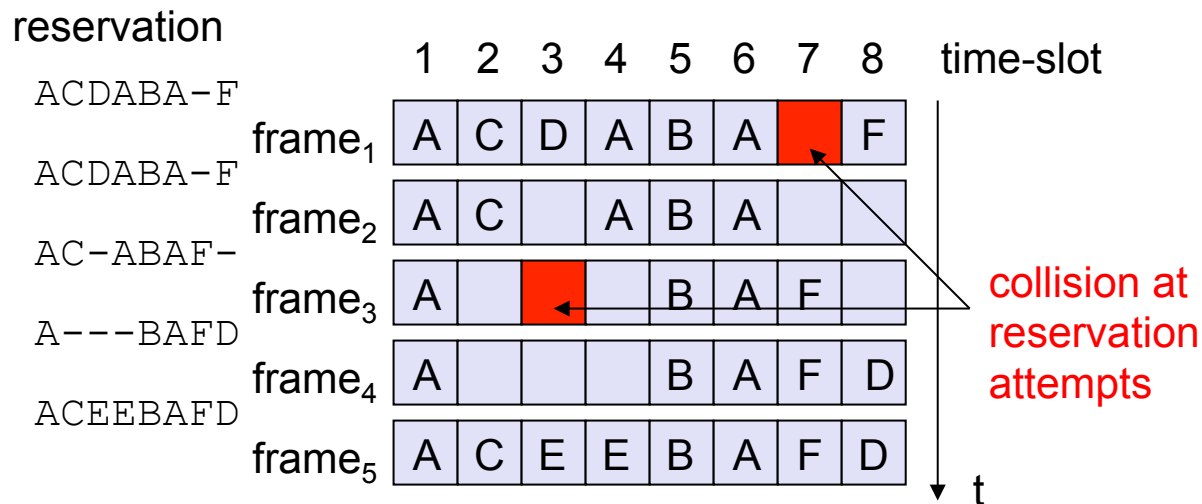 reservation
1 2 3 4 5 6 7 8 time-slot
ACDABA-F
frame1 A C D A B A F
ACDABA-F
frame2 A C A B A
AC-ABAF-
frame3 A B A F
collision at
reservation
attempts
A---BAFD
frame4 A B A F D
ACEEBAFD
frame5 A C E E B A F D
t